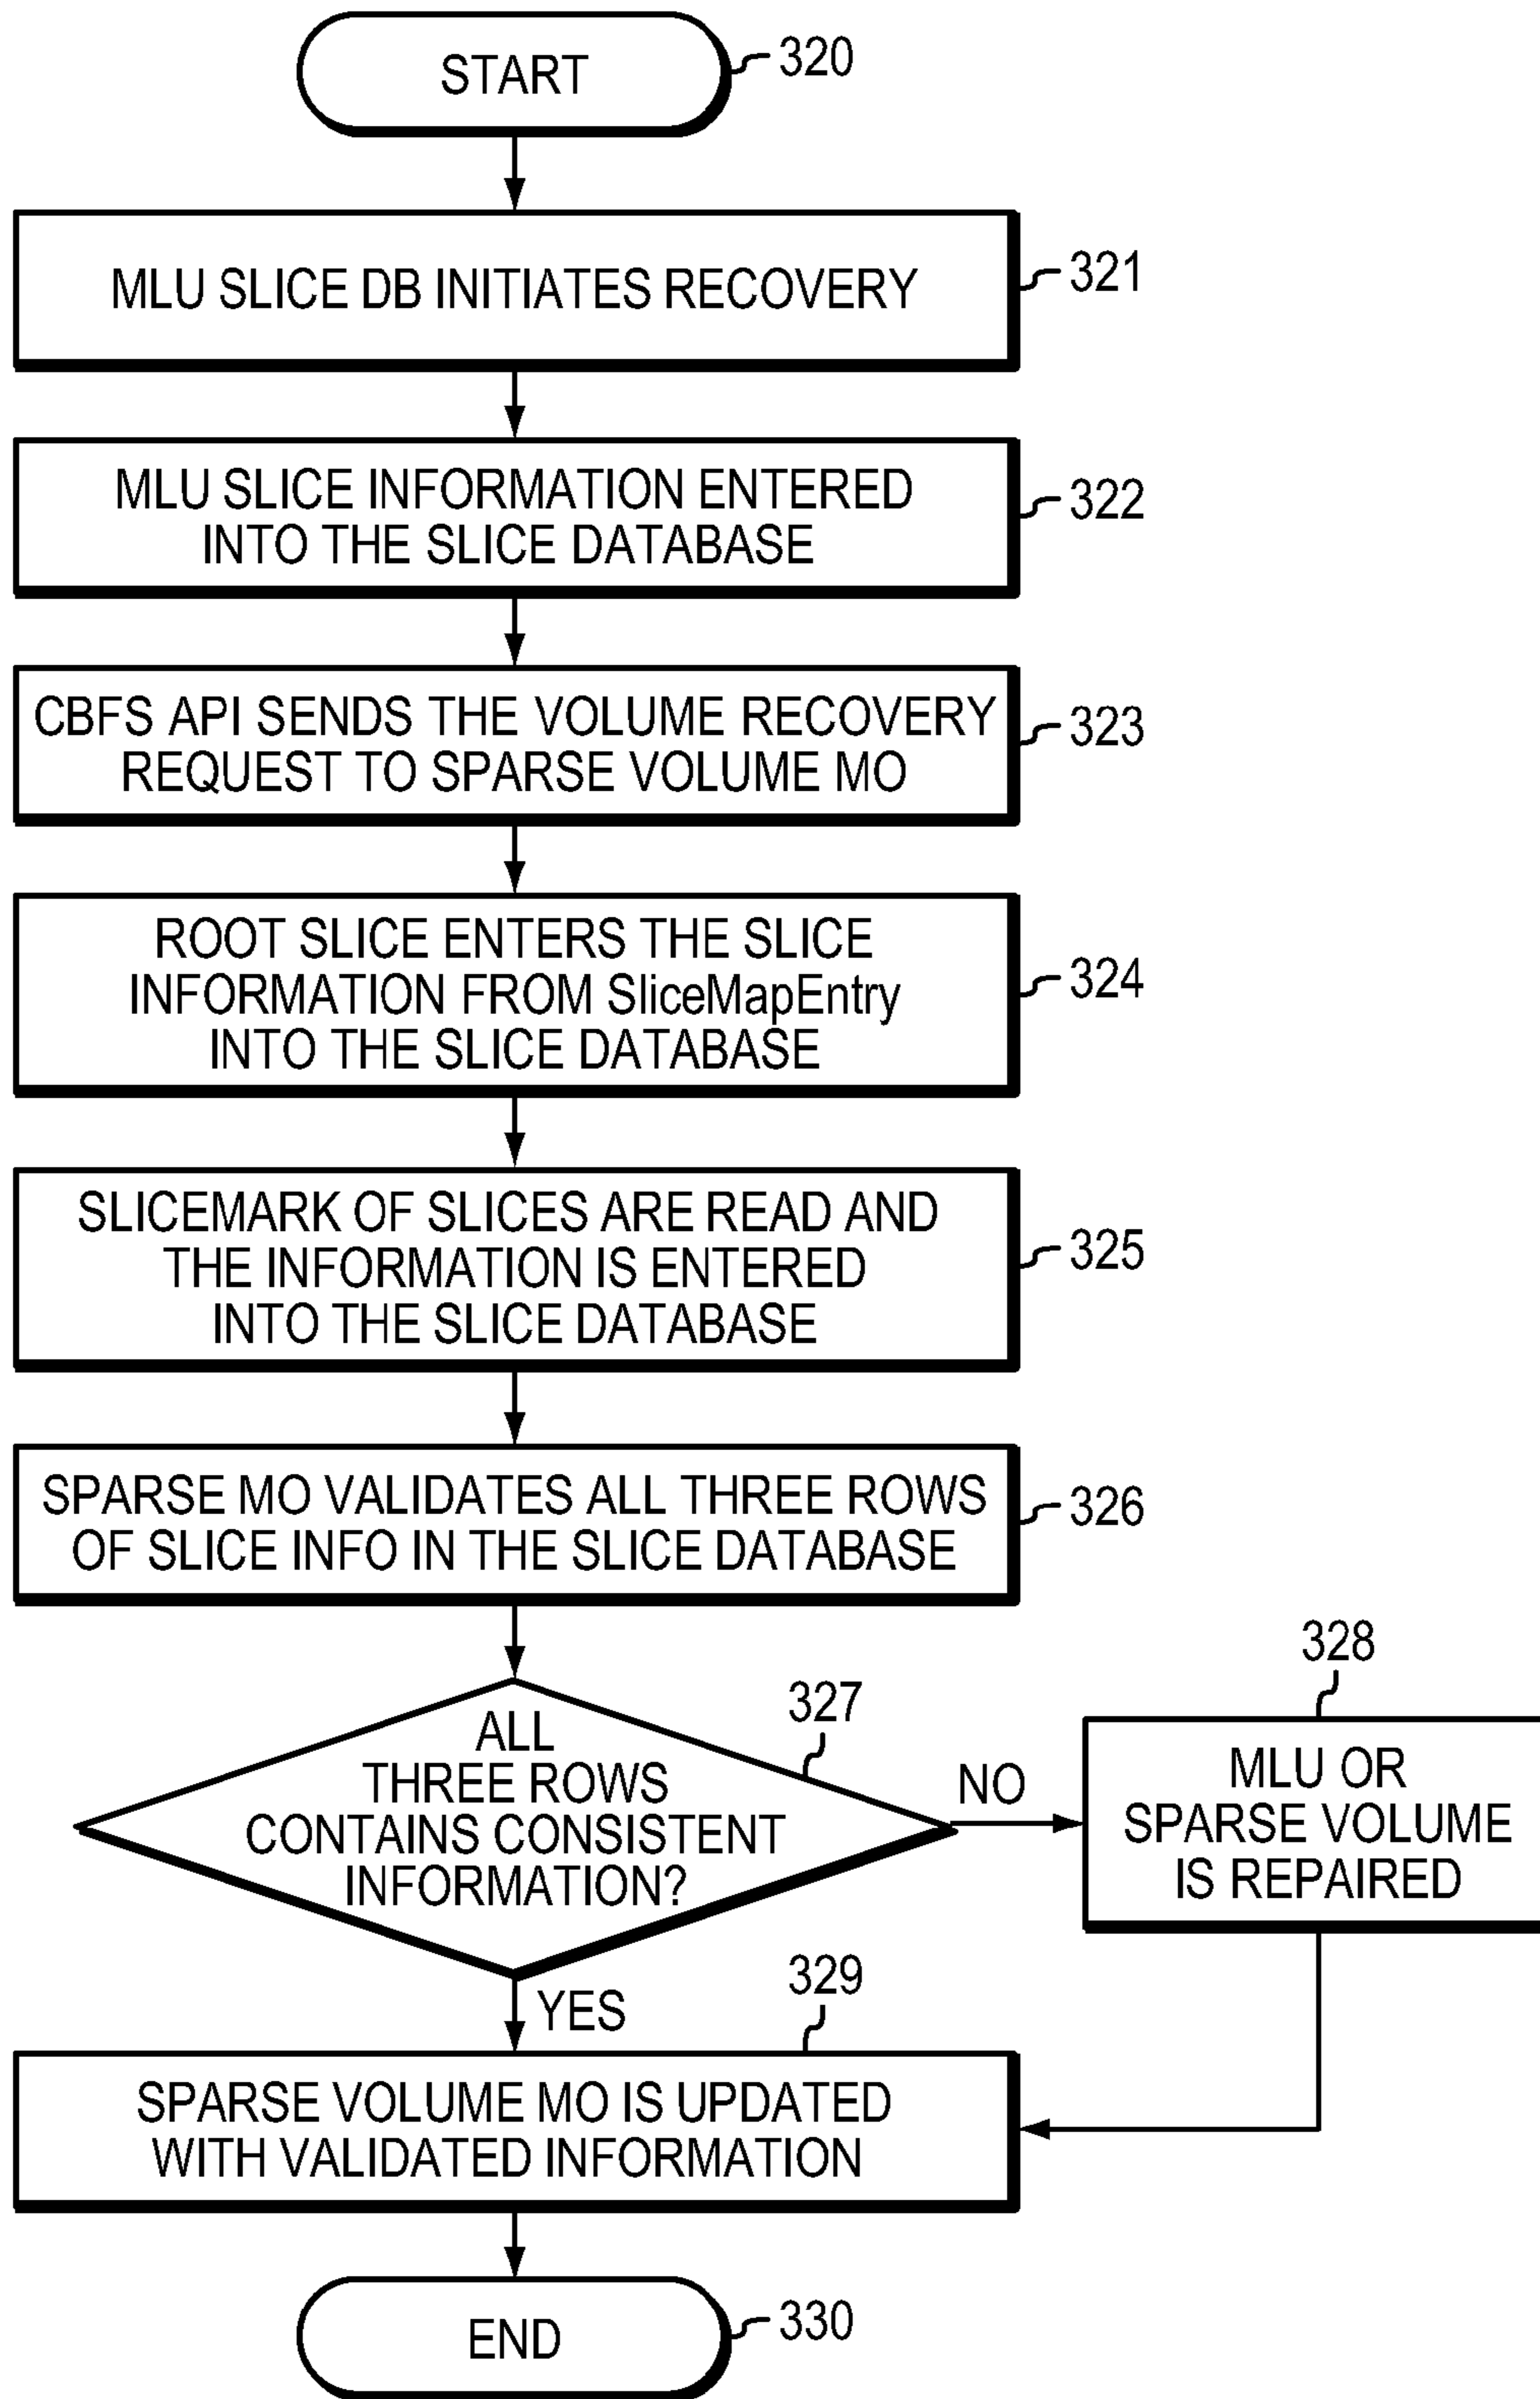 START
320
MLU SLICE DB INITIATES RECOVERY
321
MLU SLICE INFORMATION ENTERED
INTO THE SLICE DATABASE
322
CBFS API SENDS THE VOLUME RECOVERY
REQUEST TO SPARSE VOLUME MO
323
ROOT SLICE ENTERS THE SLICE
INFORMATION FROM SliceMapEntry
INTO THE SLICE DATABASE
324
SLICEMARK OF SLICES ARE READ AND
THE INFORMATION IS ENTERED
INTO THE SLICE DATABASE
325
SPARSE MO VALIDATES ALL THREE ROWS
OF SLICE INFO IN THE SLICE DATABASE
326
ALL
THREE ROWS
CONTAINS CONSISTENT
INFORMATION?
327
NO
328
MLU OR
SPARSE VOLUME
IS REPAIRED
YES
329
SPARSE VOLUME MO IS UPDATED
WITH VALIDATED INFORMATION
END
330